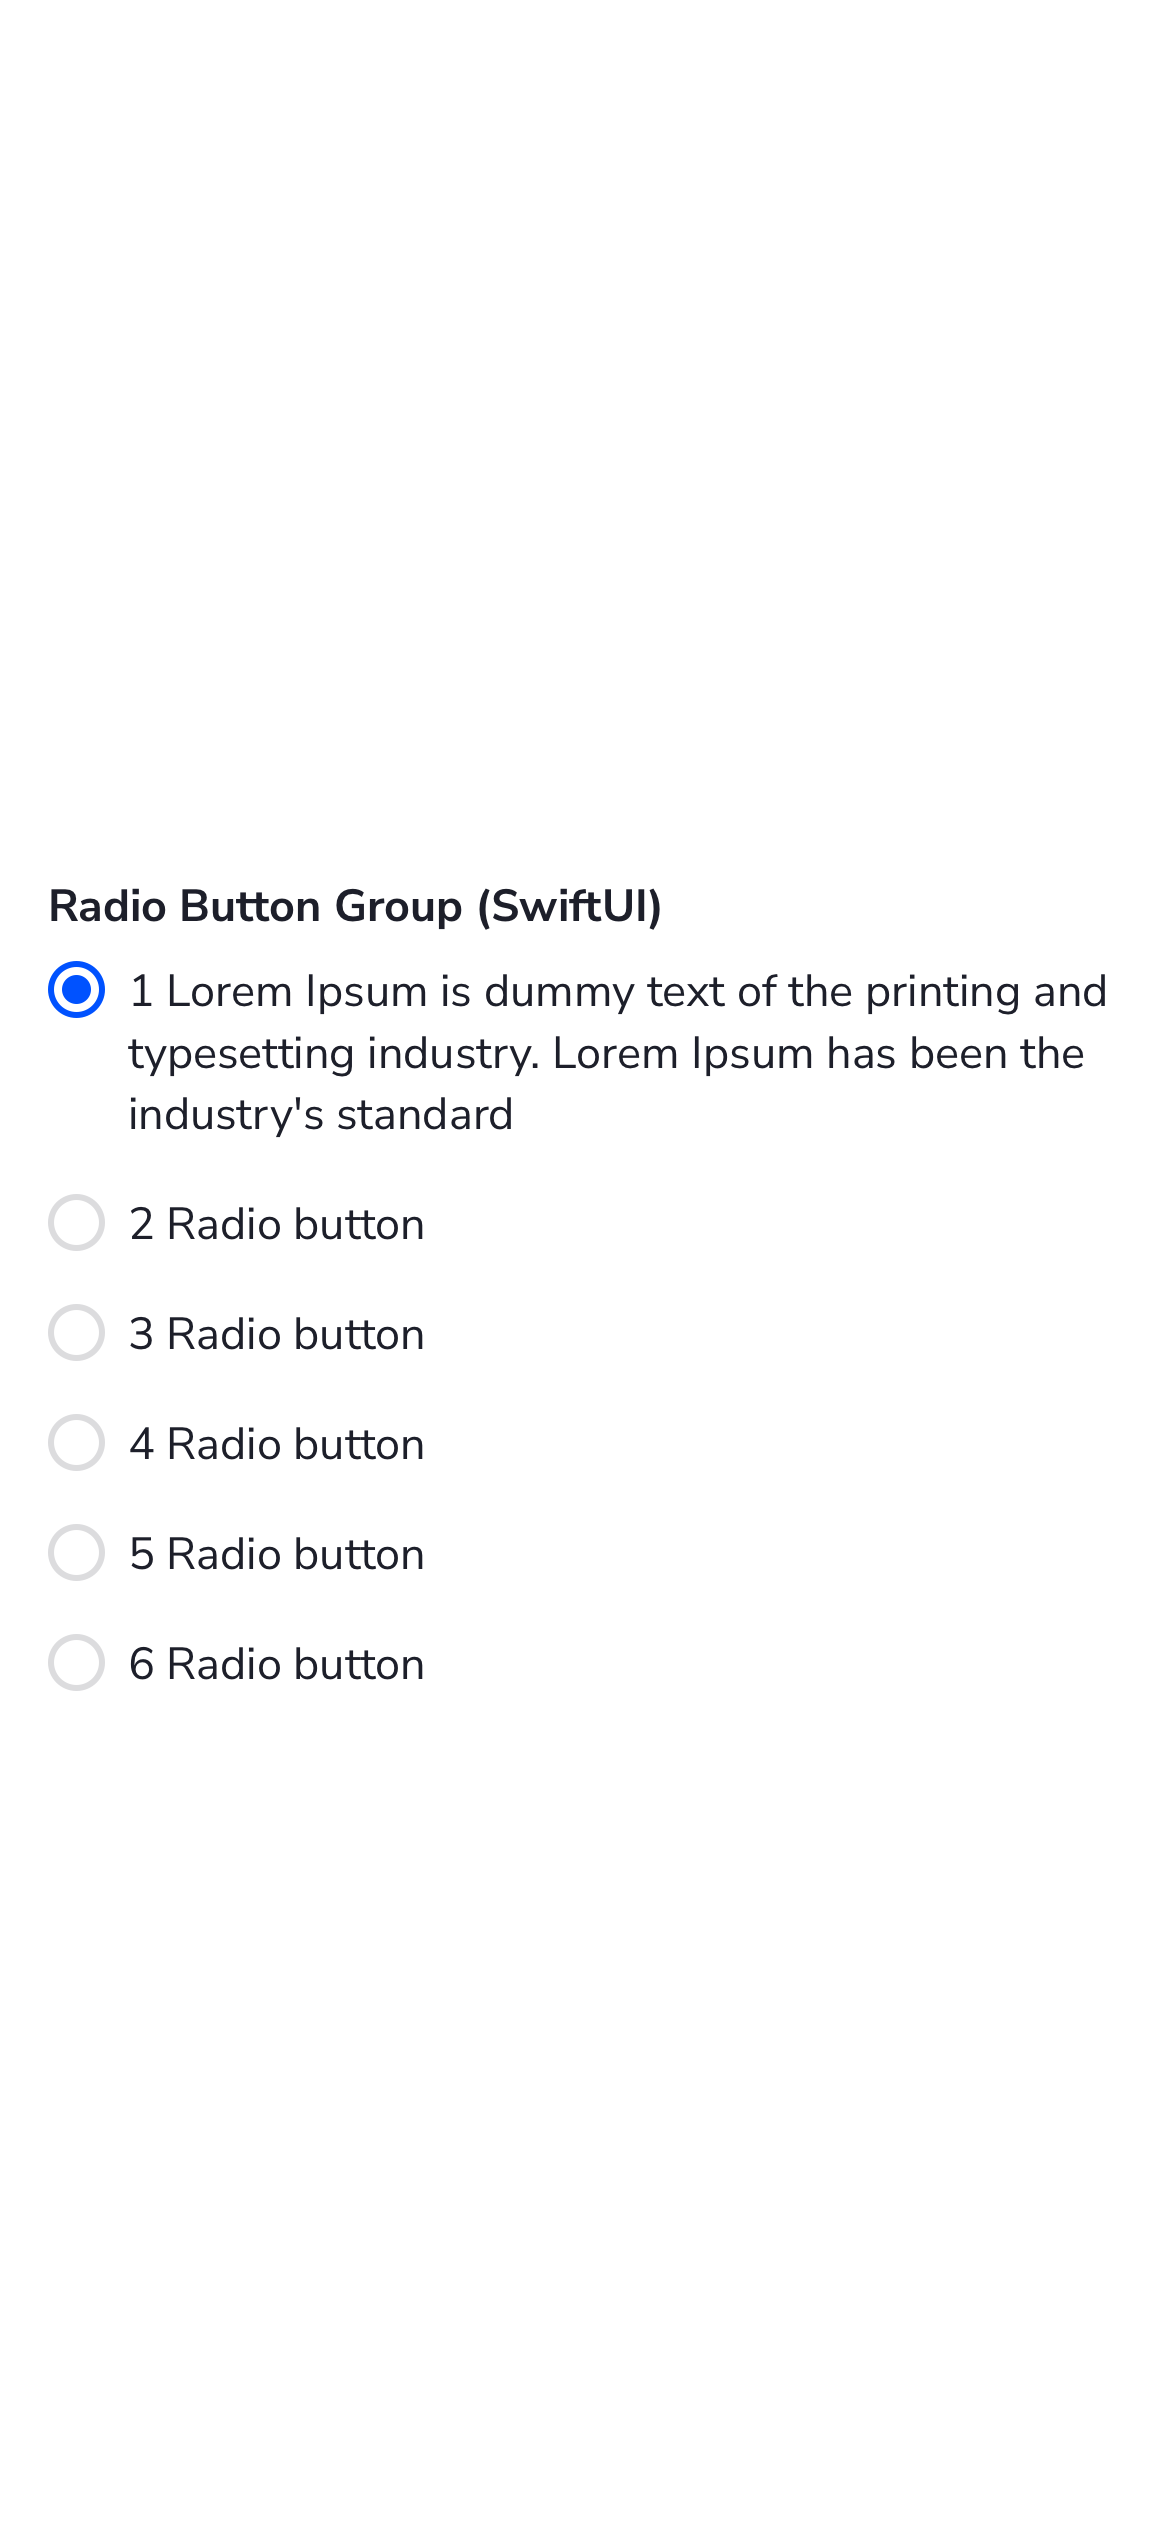 Radio Button Group (SwiftUI)
1 Lorem Ipsum is dummy text of the printing and
typesetting industry. Lorem Ipsum has been the
industry's standard
2 Radio button
3 Radio button
4 Radio button
5 Radio button
6 Radio button